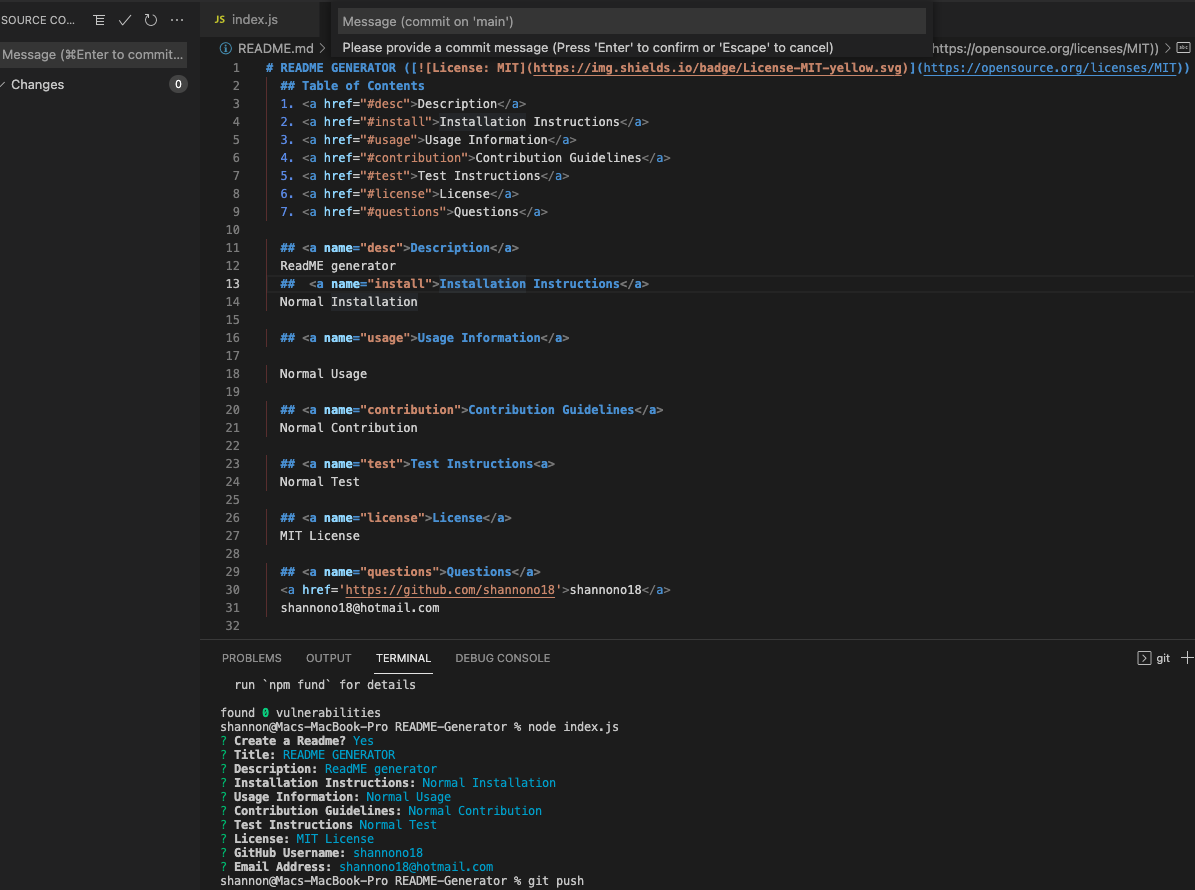 SOURCE CO...
JS index.js
Message (commit on 'main')
Message (⌘Enter to commit...
README.md >
Please provide a commit message (Press 'Enter' to confirm or 'Escape' to cancel)
https://opensource.org/licenses/MIT)) >
Changes 0
1 # README GENERATOR ([![License: MIT](https://img.shields.io/badge/License-MIT-yellow.svg)](https://opensource.org/licenses/MIT))
2 ## Table of Contents
3 1. <a href="#desc">Description</a>
4 2. <a href="#install">Installation Instructions</a>
5 3. <a href="#usage">Usage Information</a>
6 4. <a href="#contribution">Contribution Guidelines</a>
7 5. <a href="#test">Test Instructions</a>
8 6. <a href="#license">License</a>
9 7. <a href="#questions">Questions</a>
10
11 ## <a name="desc">Description</a>
12 ReadME generator
13 ##  <a name="install">Installation Instructions</a>
14 Normal Installation
15
16 ## <a name="usage">Usage Information</a>
17
18 Normal Usage
19
20 ## <a name="contribution">Contribution Guidelines</a>
21 Normal Contribution
22
23 ## <a name="test">Test Instructions<a>
24 Normal Test
25
26 ## <a name="license">License</a>
27 MIT License
28
29 ## <a name="questions">Questions</a>
30 <a href='https://github.com/shannono18'>shannono18</a>
31 shannono18@hotmail.com
32
PROBLEMS OUTPUT TERMINAL DEBUG CONSOLE
git
run `npm fund` for details
found 0 vulnerabilities
shannon@Macs-MacBook-Pro README-Generator % node index.js
? Create a Readme? Yes
? Title: README GENERATOR
? Description: ReadME generator
? Installation Instructions: Normal Installation
? Usage Information: Normal Usage
? Contribution Guidelines: Normal Contribution
? Test Instructions Normal Test
? License: MIT License
? GitHub Username: shannono18
? Email Address: shannono18@hotmail.com
shannon@Macs-MacBook-Pro README-Generator % git push